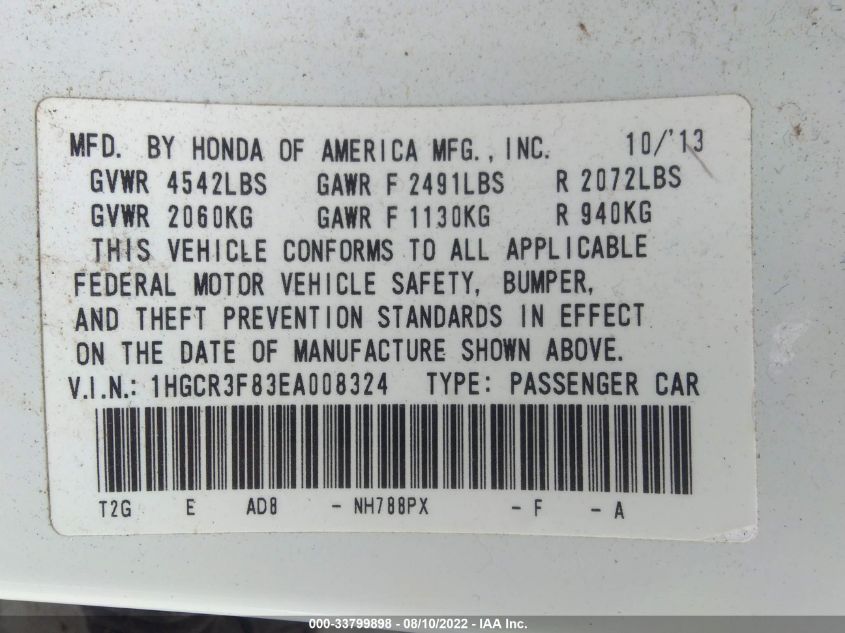 MFD. BY HONDA OF AMERICA MFG., INC. 10/'13
GVWR 4542LBS GAWR F 2491LBS R 2072LBS
GVWR 2060KG GAWR F 1130KG R 940KG
THIS VEHICLE CONFORMS TO ALL APPLICABLE
FEDERAL MOTOR VEHICLE SAFETY, BUMPER,
AND THEFT PREVENTION STANDARDS IN EFFECT
ON THE DATE OF MANUFACTURE SHOWN ABOVE.
V.I.N.: 1HGCR3F83EA008324 TYPE: PASSENGER CAR
T2G E AD8 - NH788PX - F - A
000-33799898 - 08/10/2022 - IAA Inc.